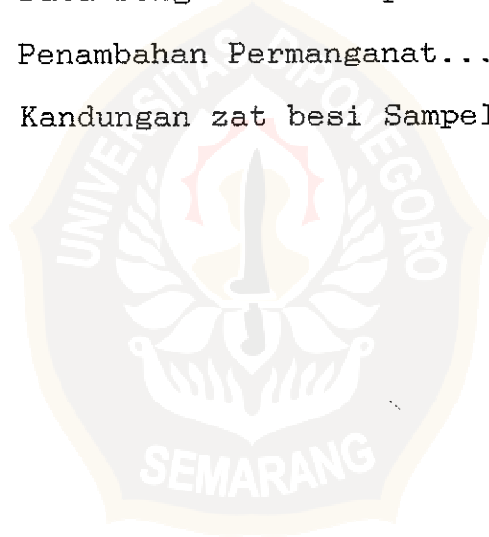 Penambahan Permanganat...
Kandungan zat besi Sampel
UNIVERSITAS DIPONEGORO
SEMARANG